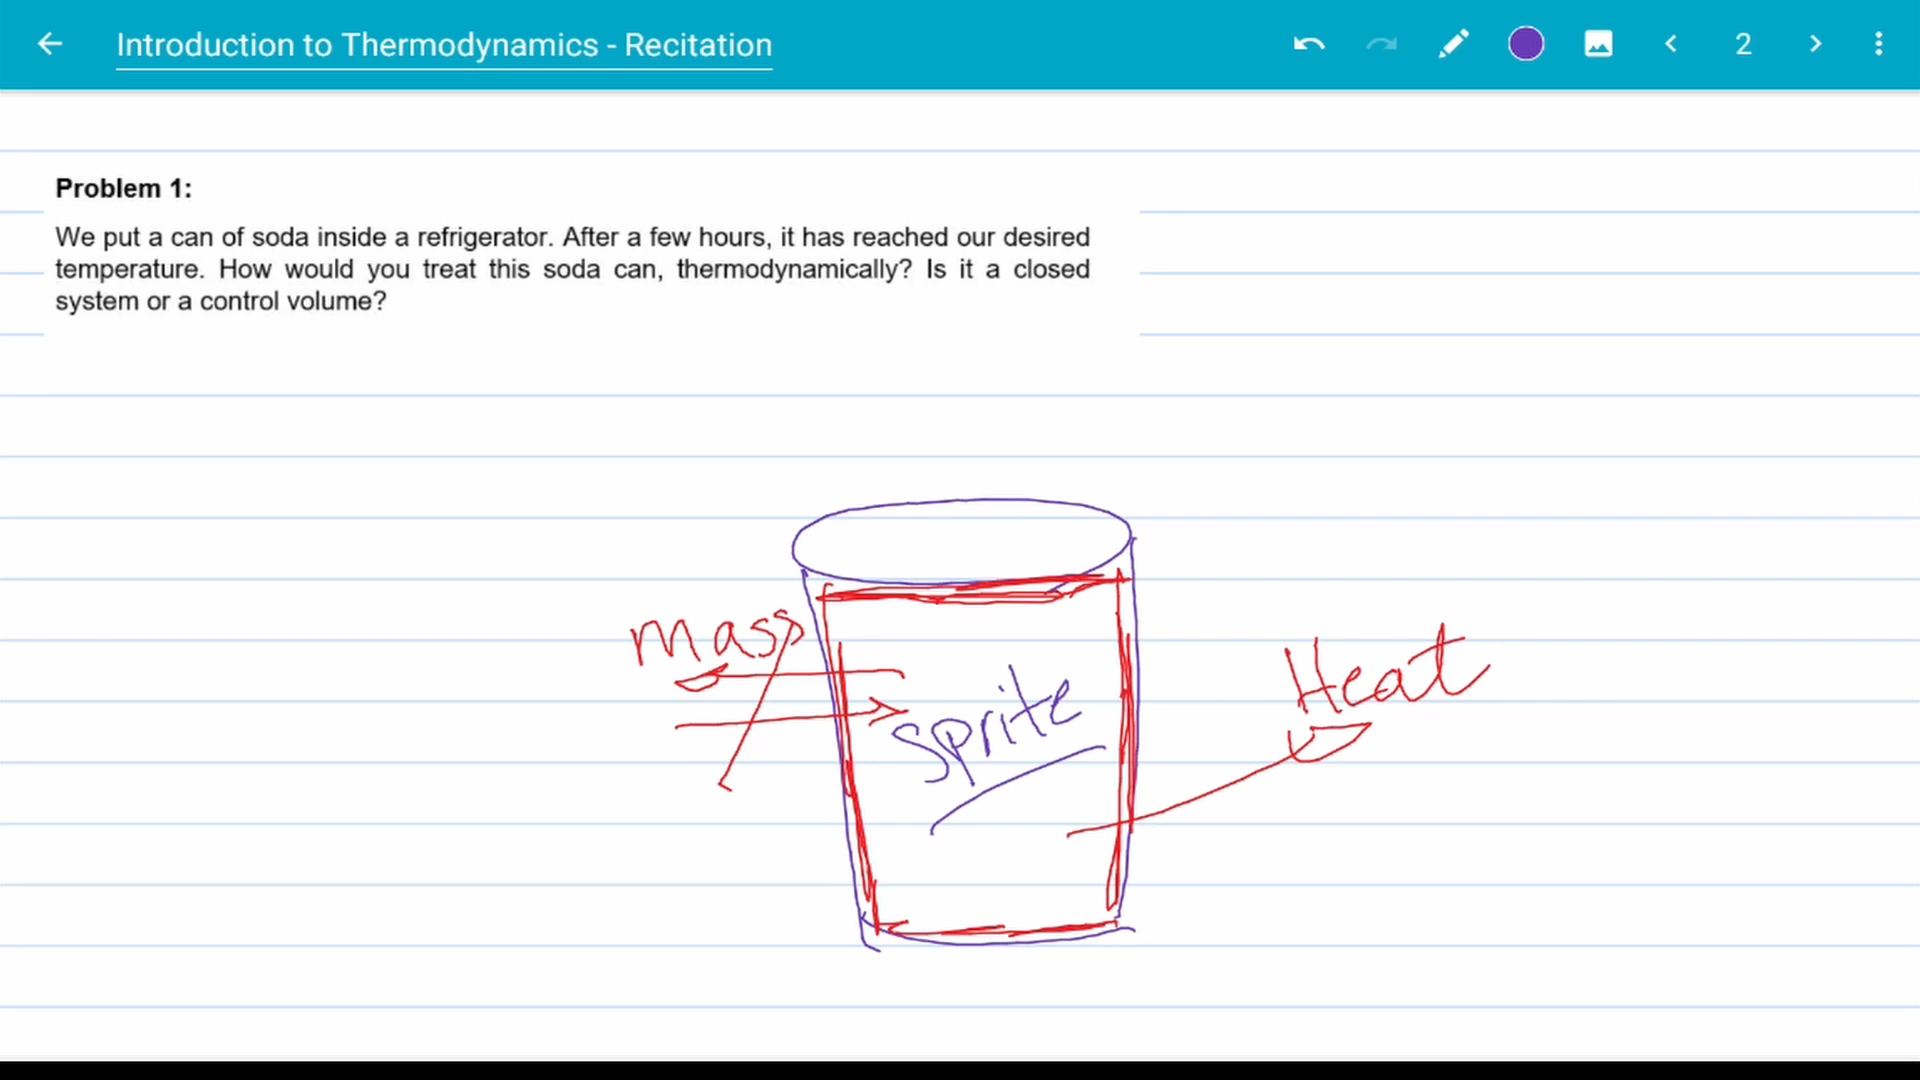 Introduction to Thermodynamics - Recitation
2
Problem 1:
We put a can of soda inside a refrigerator. After a few hours, it has reached our desired
temperature. How would you treat this soda can, thermodynamically? Is it a closed
system or a control volume?
mass
Heat
Sprite